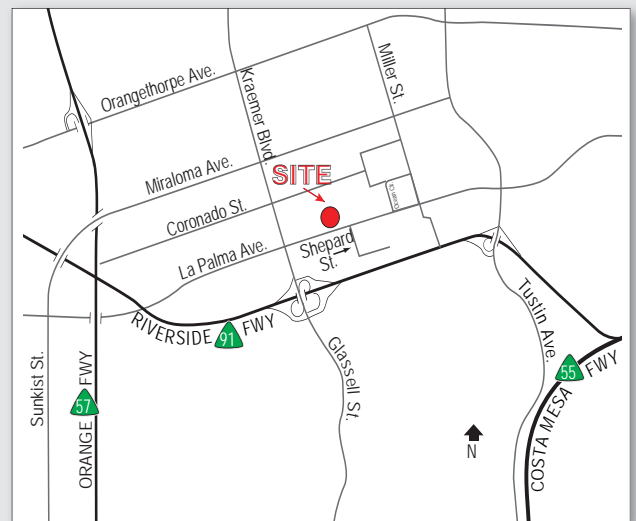 Orangethorpe Ave.
Kraemer Blvd.
Miller St.
Miraloma Ave.
SITE
Coronado St.
La Palma Ave.
Shepard
St.
RIVERSIDE 91 FWY
Glassell St.
Tustin Ave.
Sunkist St.
ORANGE 57 FWY
COSTA MESA 55 FWY
N